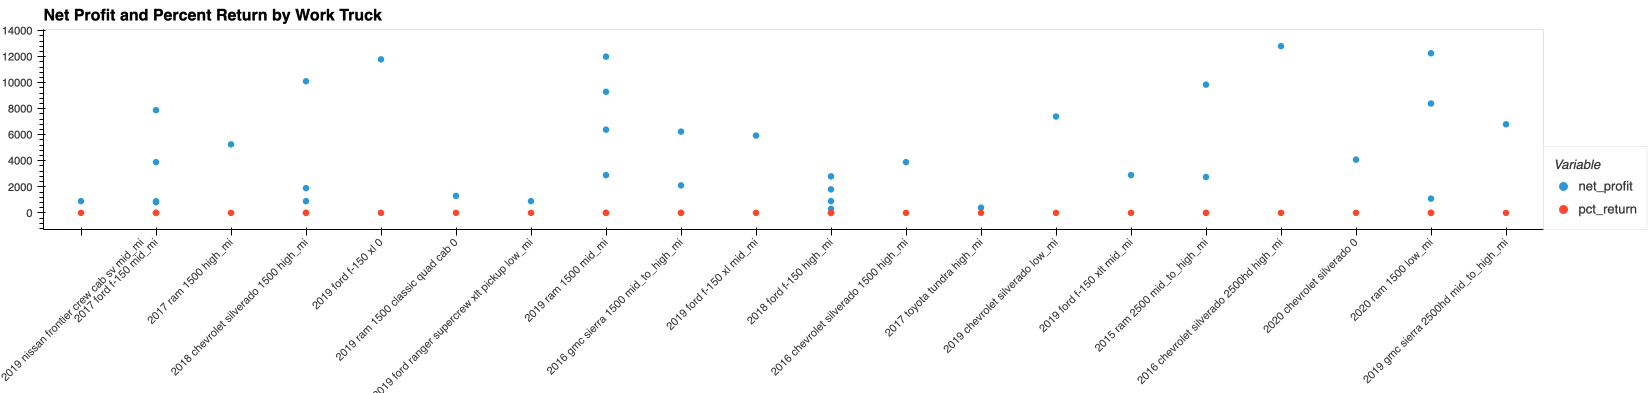 Net Profit and Percent Return by Work Truck
14000
12000
10000
8000
6000
4000
2000
0
2019 nissan frontier crew cab sv mid_mi
2017 ford f-150 mid_mi
2017 ram 1500 high_mi
2018 chevrolet silverado 1500 high_mi
2019 ford f-150 xl 0
2019 ram 1500 classic quad cab 0
2019 ford ranger supercrew xlt pickup low_mi
2019 ram 1500 mid_mi
2016 gmc sierra 1500 mid_to_high_mi
2019 ford f-150 xl mid_mi
2018 ford f-150 high_mi
2016 chevrolet silverado 1500 high_mi
2017 toyota tundra high_mi
2019 chevrolet silverado low_mi
2019 ford f-150 xlt mid_mi
2015 ram 2500 mid_to_high_mi
2016 chevrolet silverado 2500hd high_mi
2020 chevrolet silverado 0
2020 ram 1500 low_mi
2019 gmc sierra 2500hd mid_to_high_mi
Variable
net_profit
pct_return